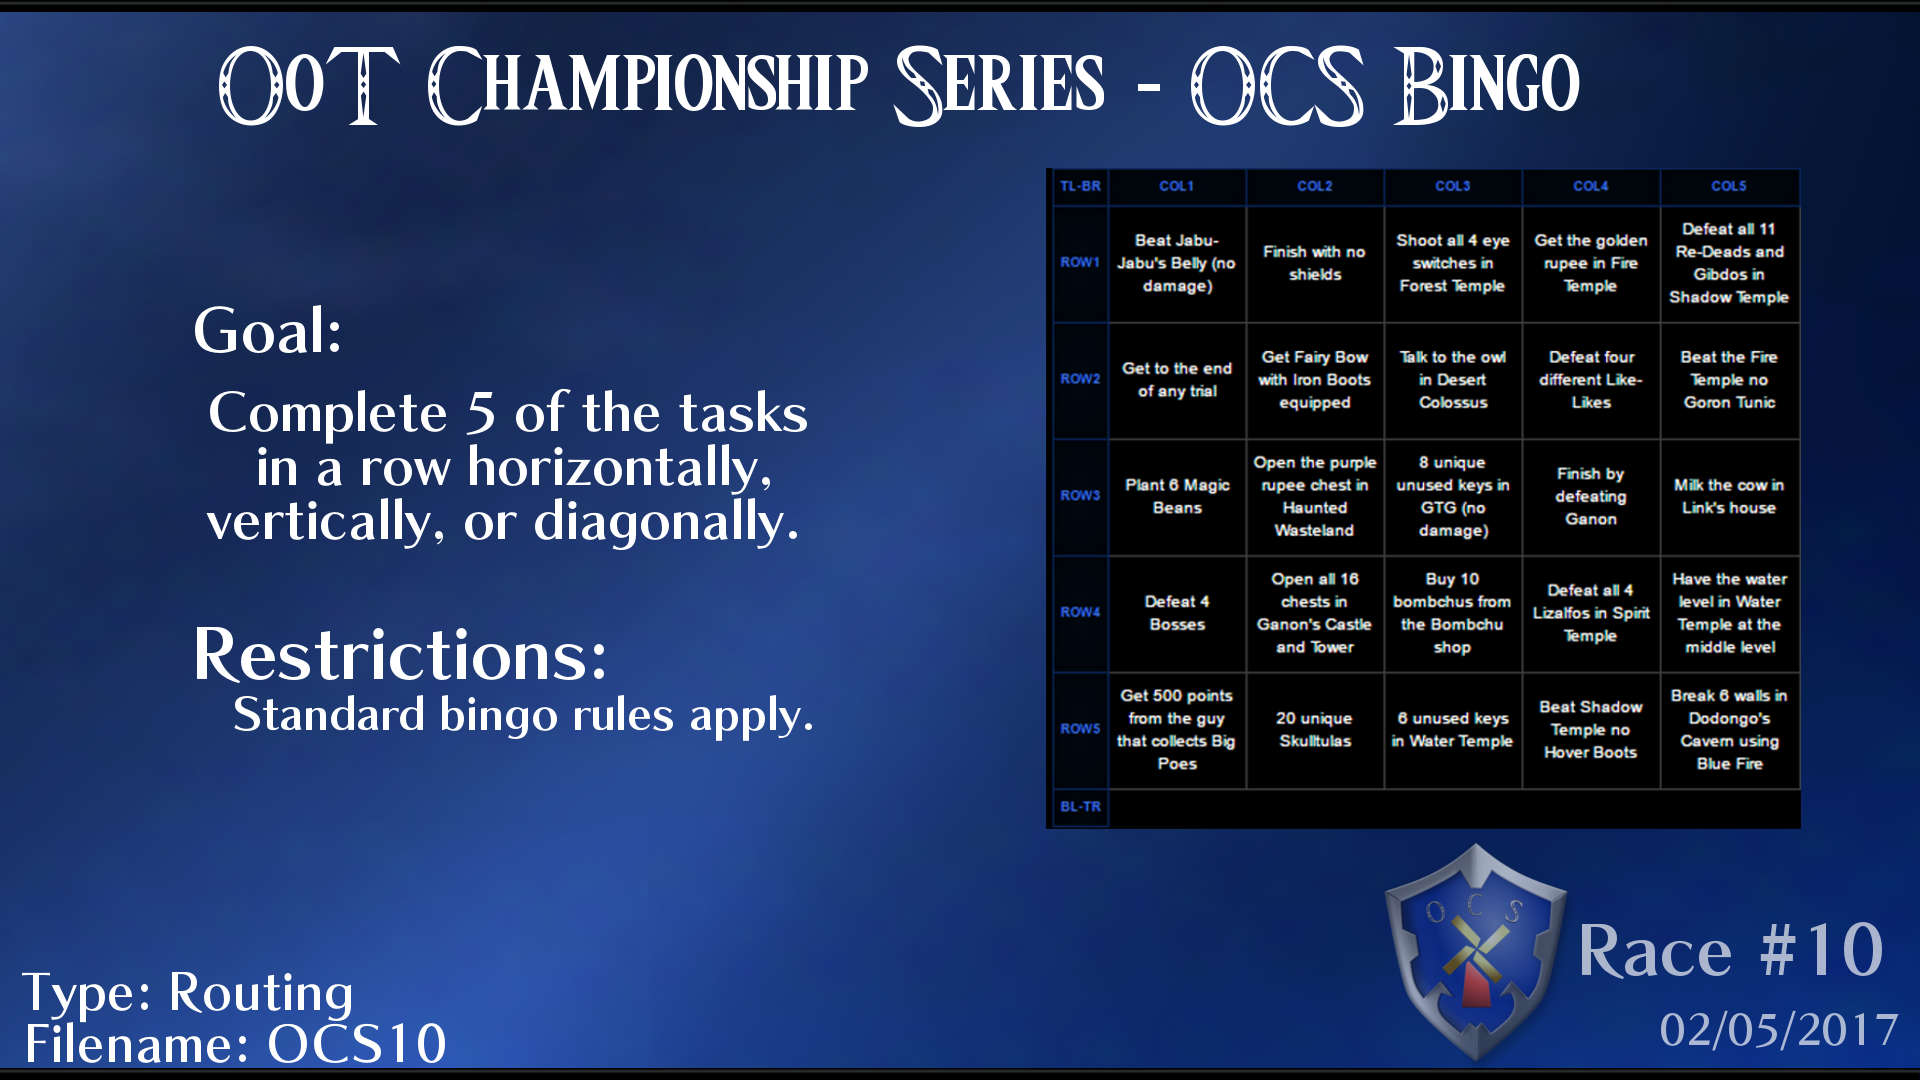 OoT Championship Series - OCS Bingo
Goal:
Complete 5 of the tasks
in a row horizontally,
vertically, or diagonally.
Restrictions:
Standard bingo rules apply.
TL-BR COL1 COL2 COL3 COL4 COL5
ROW1
Beat Jabu-
Jabu's Belly (no
damage)
Finish with no
shields
Shoot all 4 eye
switches in
Forest Temple
Get the golden
rupee in Fire
Temple
Defeat all 11
Re-Deads and
Gibdos in
Shadow Temple
ROW2
Get to the end
of any trial
Get Fairy Bow
with Iron Boots
equipped
Talk to the owl
in Desert
Colossus
Defeat four
different Like-
Likes
Beat the Fire
Temple no
Goron Tunic
ROW3
Plant 6 Magic
Beans
Open the purple
rupee chest in
Haunted
Wasteland
8 unique
unused keys in
GTG (no
damage)
Finish by
defeating
Ganon
Milk the cow in
Link's house
ROW4
Defeat 4
Bosses
Open all 16
chests in
Ganon's Castle
and Tower
Buy 10
bombchus from
the Bombchu
shop
Defeat all 4
Lizalfos in Spirit
Temple
Have the water
level in Water
Temple at the
middle level
ROW5
Get 500 points
from the guy
that collects Big
Poes
20 unique
Skulltulas
6 unused keys
in Water Temple
Beat Shadow
Temple no
Hover Boots
Break 6 walls in
Dodongo's
Cavern using
Blue Fire
BL-TR
O C S
Race #10
02/05/2017
Type: Routing
Filename: OCS10